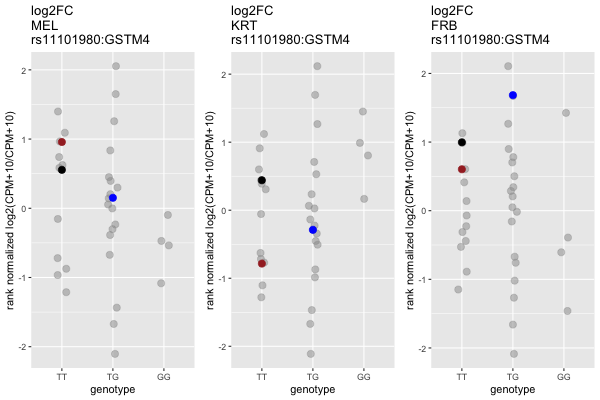 log2FC
MEL
rs11101980:GSTM4
rank normalized log2(CPM+10/CPM+10)
2
1
0
-1
-2
TT
TG
GG
genotype
log2FC
KRT
rs11101980:GSTM4
rank normalized log2(CPM+10/CPM+10)
2
1
0
-1
-2
TT
TG
GG
genotype
log2FC
FRB
rs11101980:GSTM4
rank normalized log2(CPM+10/CPM+10)
2
1
0
-1
-2
TT
TG
GG
genotype